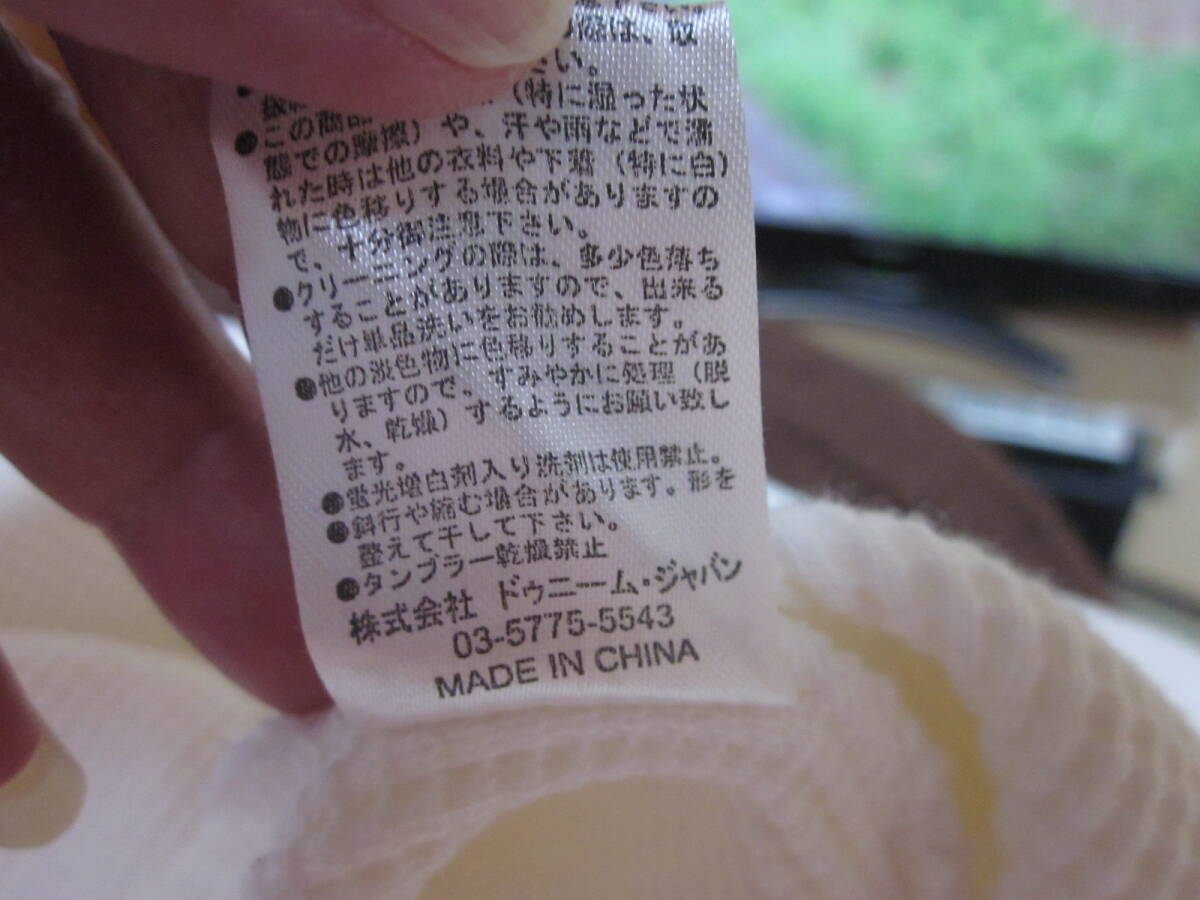 の際は、
さい。
この商品 (特に湿った状
態での摩擦) や、汗や雨などで濡
れた時は他の衣料や下着 (特に白)
物に色移りする場合がありますの
で、十分御注意下さい。
●クリーニングの際は、多少色落ち
することがありますので、出来る
だけ単品洗いをお勧めします。
●他の淡色物に色移りすることがあ
りますので、すみやかに処理 (脱
水、乾燥) するようにお願い致し
ます。
●蛍光増白剤入り洗剤は使用禁止。
●斜行や縮む場合があります。形を
整えて干して下さい。
●タンブラー乾燥禁止
株式会社 ドゥニーム・ジャパン
03-5775-5543
MADE IN CHINA